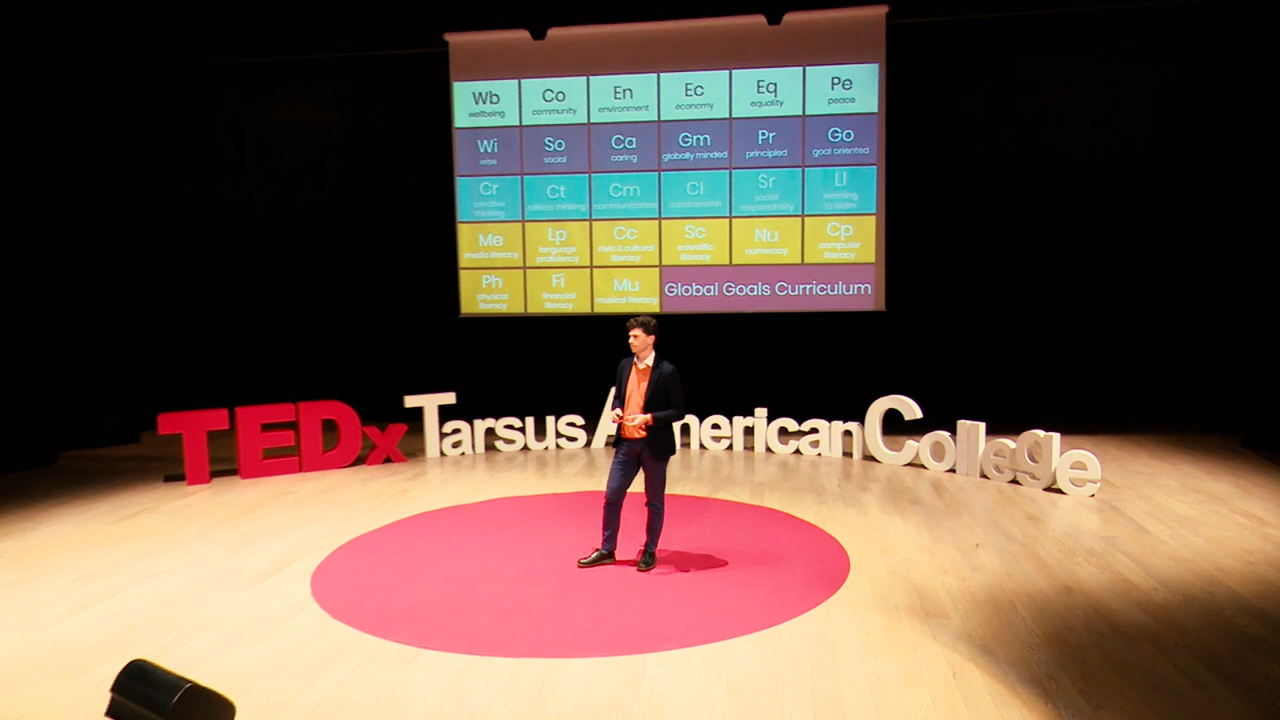 Wb
wellbeing
Co
community
En
environment
Ec
economy
Eq
equality
Pe
peace
Wi
wise
So
social
Ca
caring
Gm
globally minded
Pr
principled
Go
goal oriented
Cr
creative
thinking
Ct
critical thinking
Cm
communication
Cl
collaboration
Sr
social
responsibility
Ll
learning
to learn
Me
media literacy
Lp
language
proficiency
Cc
civic & cultural
literacy
Sc
scientific
literacy
Nu
numeracy
Cp
computer
literacy
Ph
physical
literacy
Fi
financial
literacy
Mu
musical literacy
Global Goals Curriculum
TEDx Tarsus American College